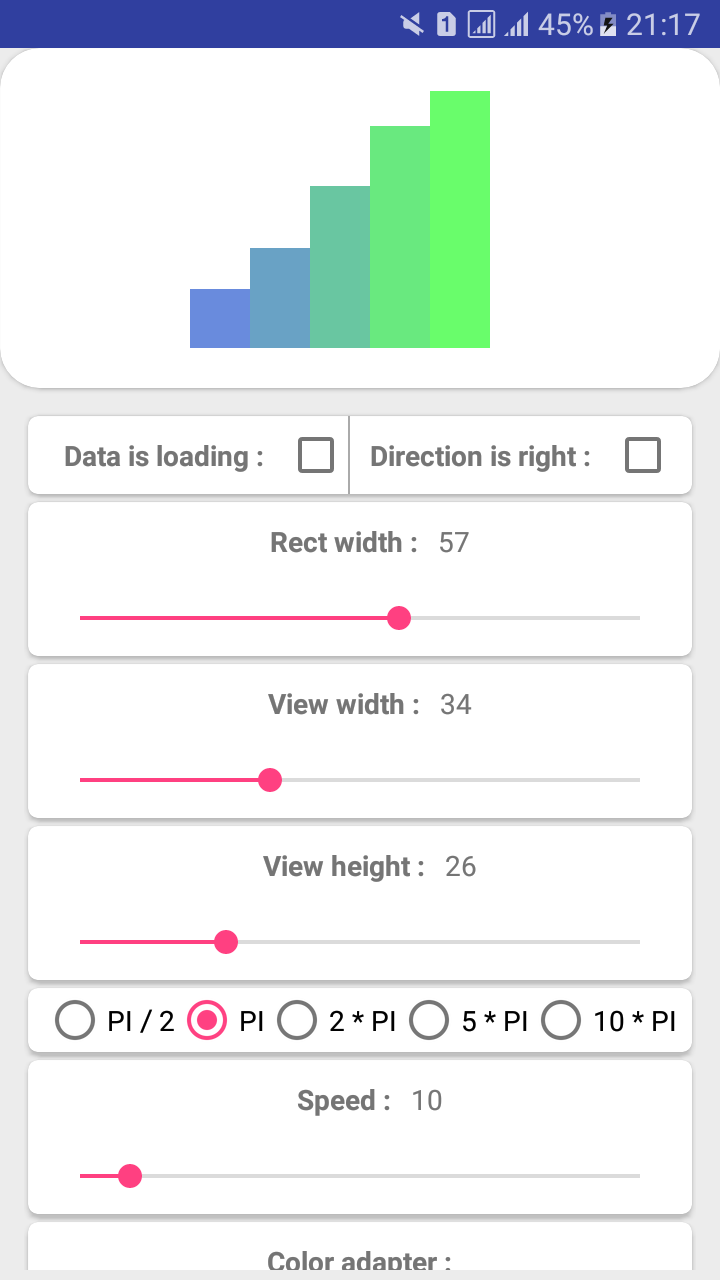 1 45% 21:17
Data is loading : Direction is right :
Rect width : 57
View width : 34
View height : 26
PI / 2 PI 2 * PI 5 * PI 10 * PI
Speed : 10
Color adapter :